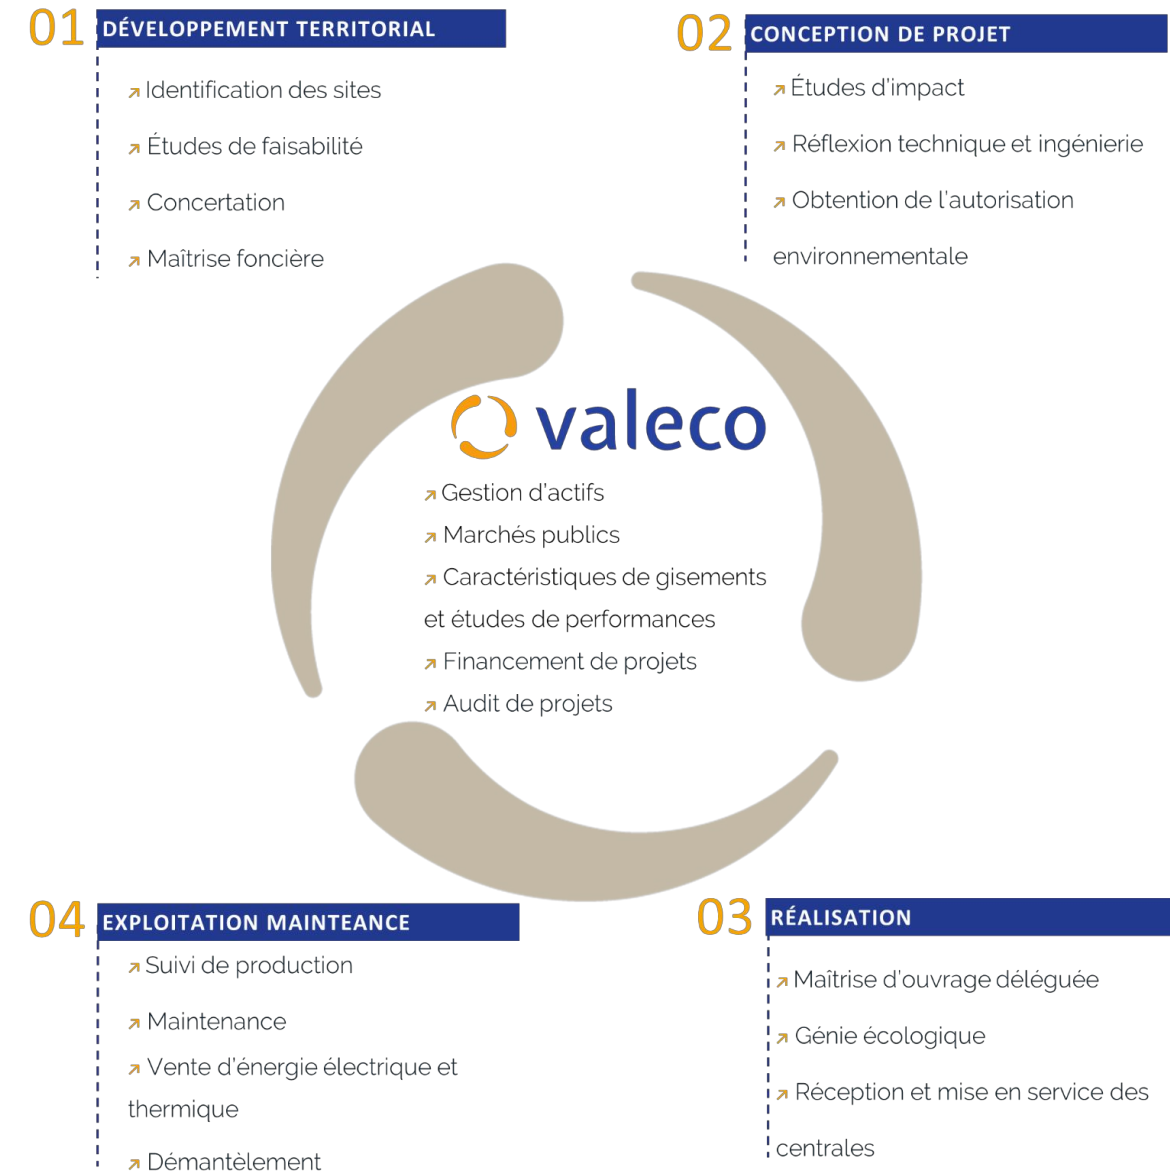 01 DÉVELOPPEMENT TERRITORIAL
Identification des sites
Études de faisabilité
Concertation
Maîtrise foncière
02 CONCEPTION DE PROJET
Études d'impact
Réflexion technique et ingénierie
Obtention de l'autorisation
environnementale
valeco
Gestion d'actifs
Marchés publics
Caractéristiques de gisements
et études de performances
Financement de projets
Audit de projets
03 RÉALISATION
Maîtrise d'ouvrage déléguée
Génie écologique
Réception et mise en service des
centrales
04 EXPLOITATION MAINTEANCE
Suivi de production
Maintenance
Vente d'énergie électrique et
thermique
Démantèlement